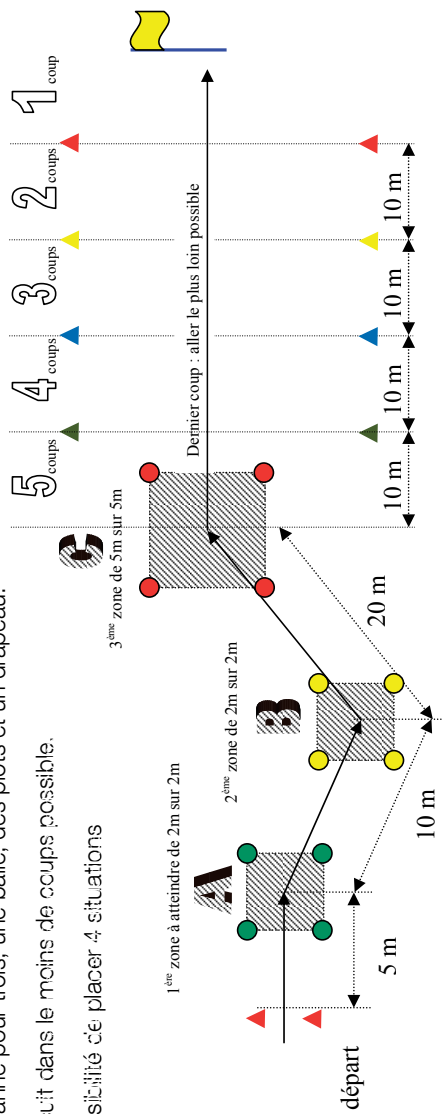 anne pour trois, une balle, des plots et un drapeau.
uit dans le moins de coups possible.
sibilité de placer 4 situations
5 coups
4 coups
3 coups
2 coups
1 coup
C
3ème zone de 5m sur 5m
Dernier coup : aller le plus loin possible
B
2ème zone de 2m sur 2m
A
1ère zone à atteindre de 2m sur 2m
départ
5 m
10 m
20 m
10 m
10 m
10 m
10 m